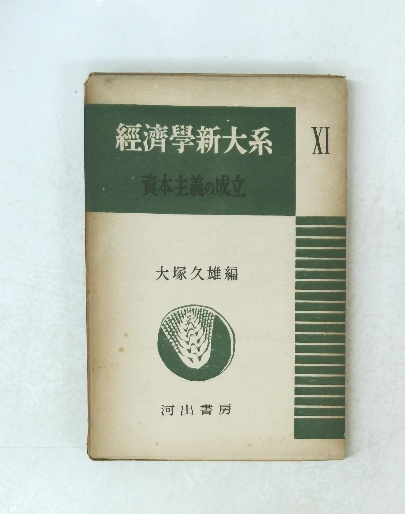 經濟學新大系
XI
資本主義の成立
大塚久雄編
河出書房